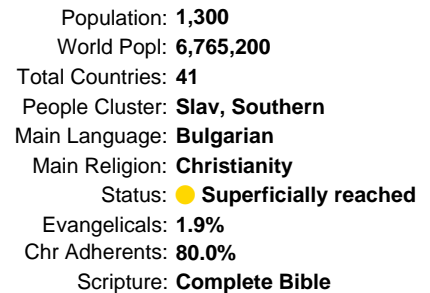 Population: 1,300
World Popl: 6,765,200
Total Countries: 41
People Cluster: Slav, Southern
Main Language: Bulgarian
Main Religion: Christianity
Status: Superficially reached
Evangelicals: 1.9%
Chr Adherents: 80.0%
Scripture: Complete Bible